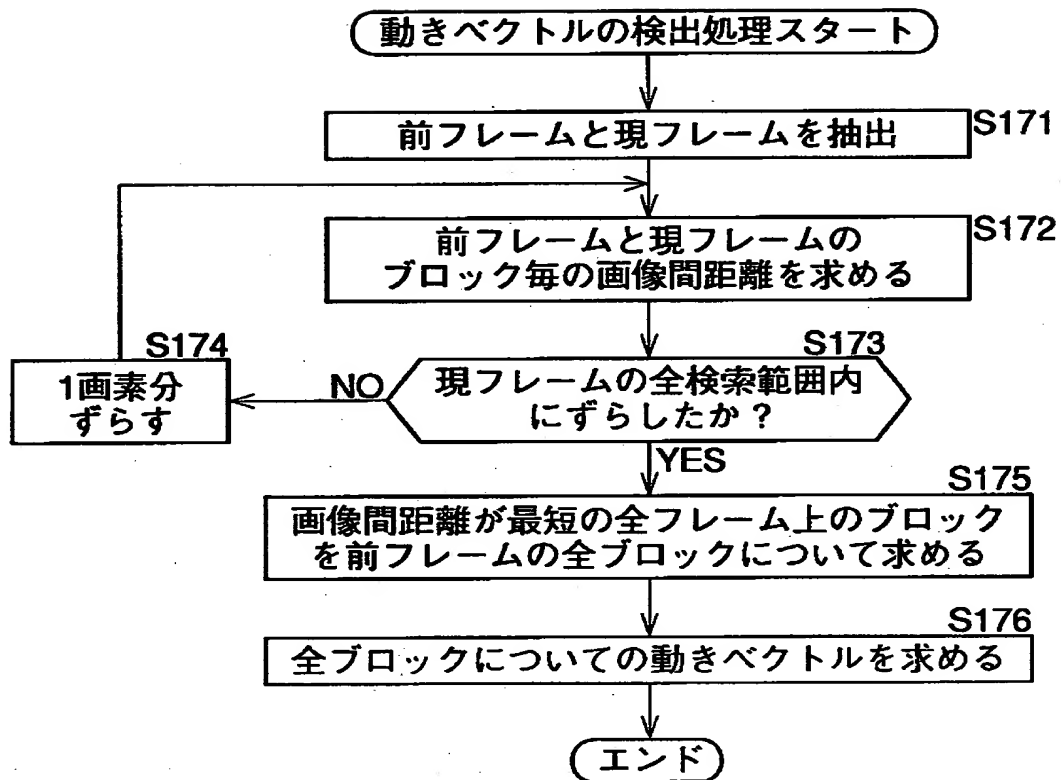 動きベクトルの検出処理スタート
前フレームと現フレームを抽出
S171
前フレームと現フレームの
ブロック毎の画像間距離を求める
S172
S173
現フレームの全検索範囲内
にずらしたか？
NO
S174
1画素分
ずらす
YES
S175
画像間距離が最短の全フレーム上のブロック
を前フレームの全ブロックについて求める
S176
全ブロックについての動きベクトルを求める
エンド